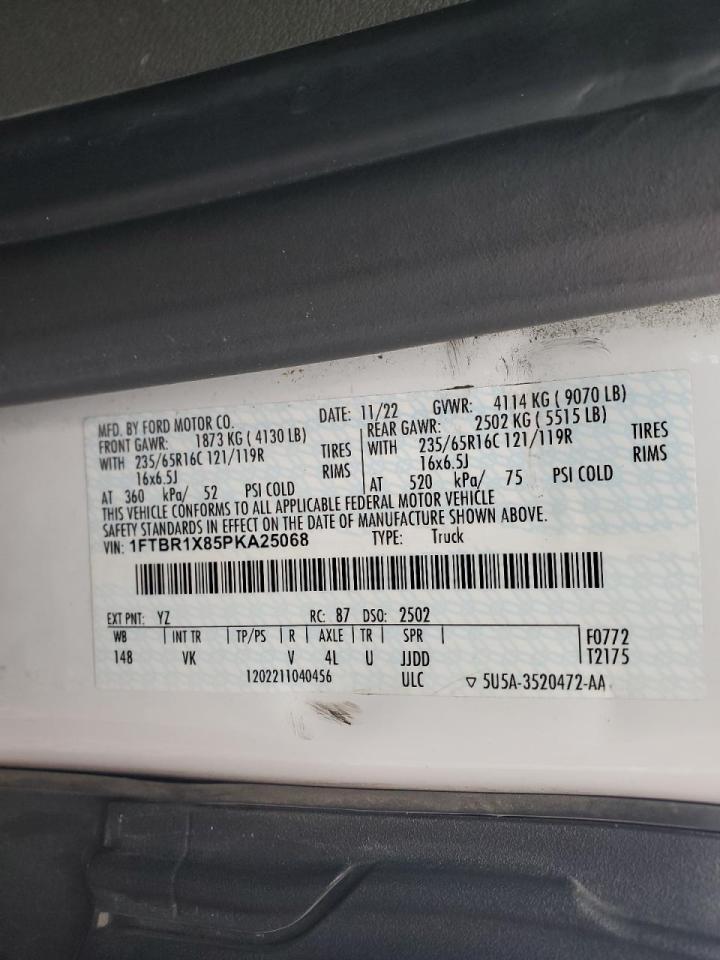 MFD. BY FORD MOTOR CO. DATE: 11/22 GVWR: 4114 KG ( 9070 LB)
FRONT GAWR: 1873 KG ( 4130 LB) REAR GAWR: 2502 KG ( 5515 LB)
WITH 235/65R16C 121/119R TIRES WITH 235/65R16C 121/119R TIRES
16x6.5J RIMS 16x6.5J RIMS
AT 360 kPa/ 52 PSI COLD AT 520 kPa/ 75 PSI COLD
THIS VEHICLE CONFORMS TO ALL APPLICABLE FEDERAL MOTOR VEHICLE
SAFETY STANDARDS IN EFFECT ON THE DATE OF MANUFACTURE SHOWN ABOVE.
VIN: 1FTBR1X85PKA25068 TYPE: Truck
EXT PNT: YZ RC: 87 DSO: 2502
WB INT TR TP/PS R AXLE TR SPR F0772
148 VK V 4L U JJDD T2175
1202211040456 ULC ▽ 5U5A-3520472-AA